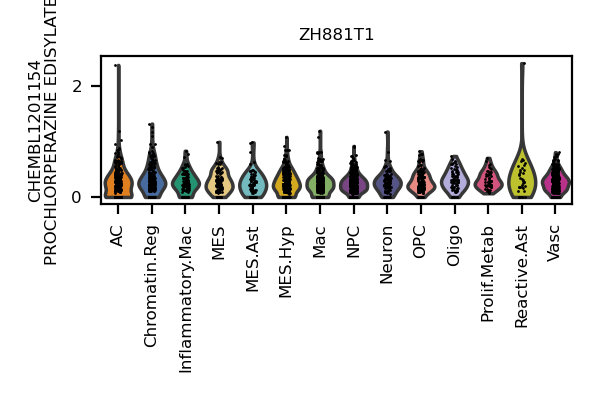 ZH881T1
CHEMBL1201154
PROCHLORPERAZINE EDISYLATE
2
0
AC
Chromatin.Reg
Inflammatory.Mac
MES
MES.Ast
MES.Hyp
Mac
NPC
Neuron
OPC
Oligo
Prolif.Metab
Reactive.Ast
Vasc